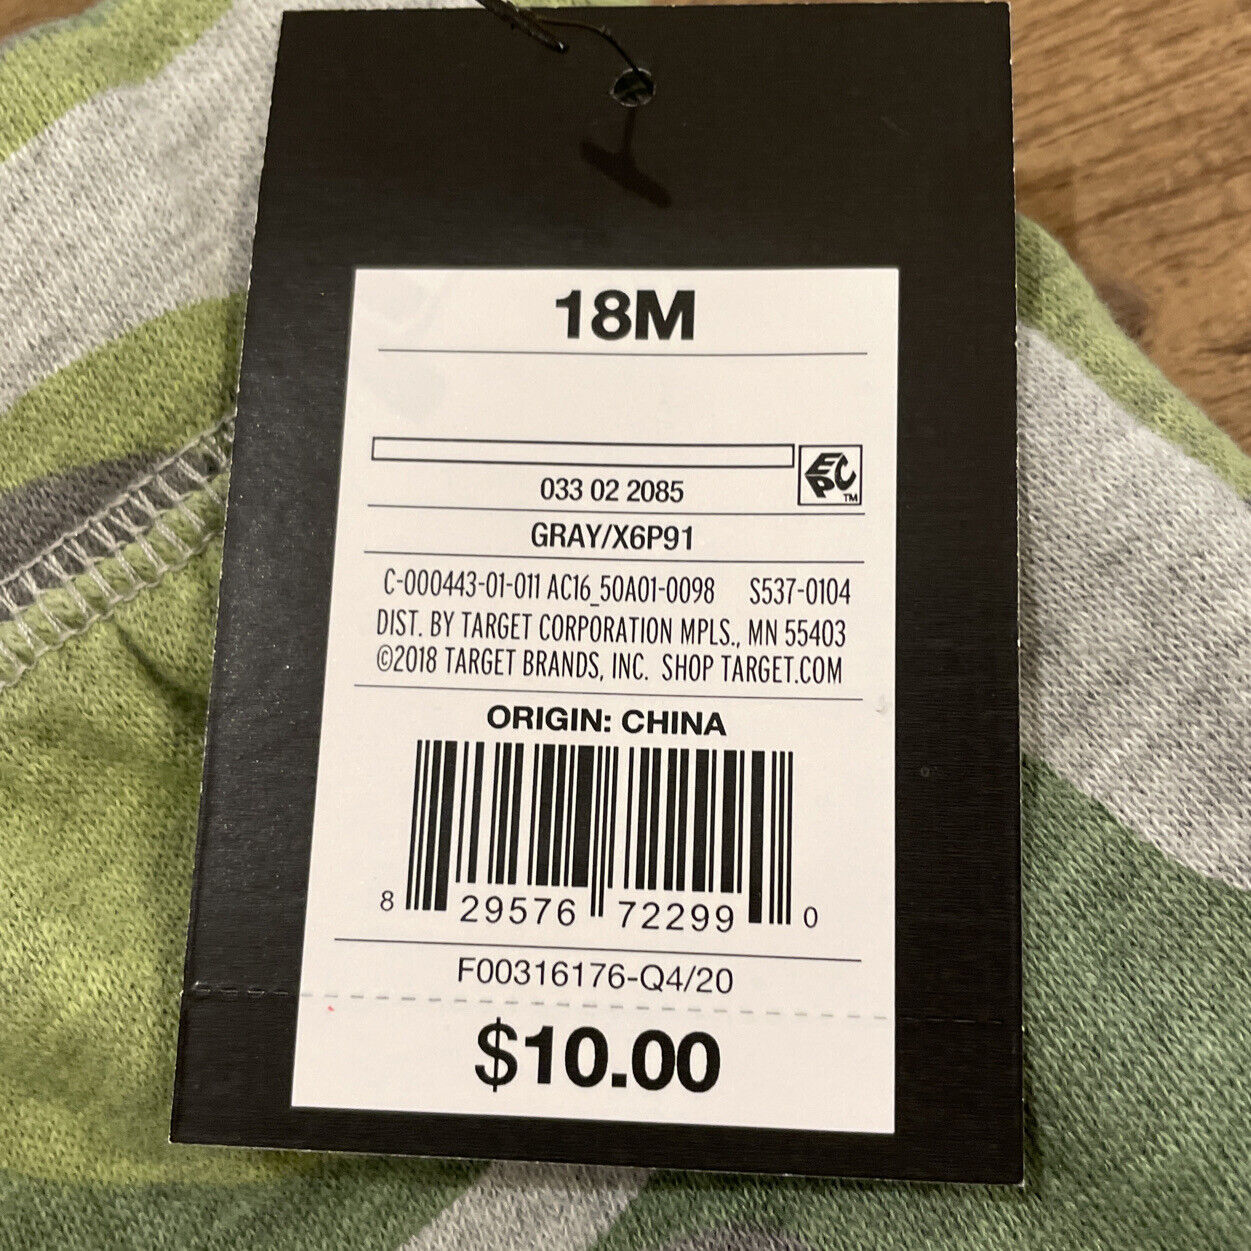 18M
EPC TM
033 02 2085
GRAY/X6P91
C-000443-01-011 AC16_50A01-0098 S537-0104
DIST. BY TARGET CORPORATION MPLS., MN 55403
©2018 TARGET BRANDS, INC. SHOP TARGET.COM
ORIGIN: CHINA
8 29576 72299 0
F00316176-Q4/20
$10.00